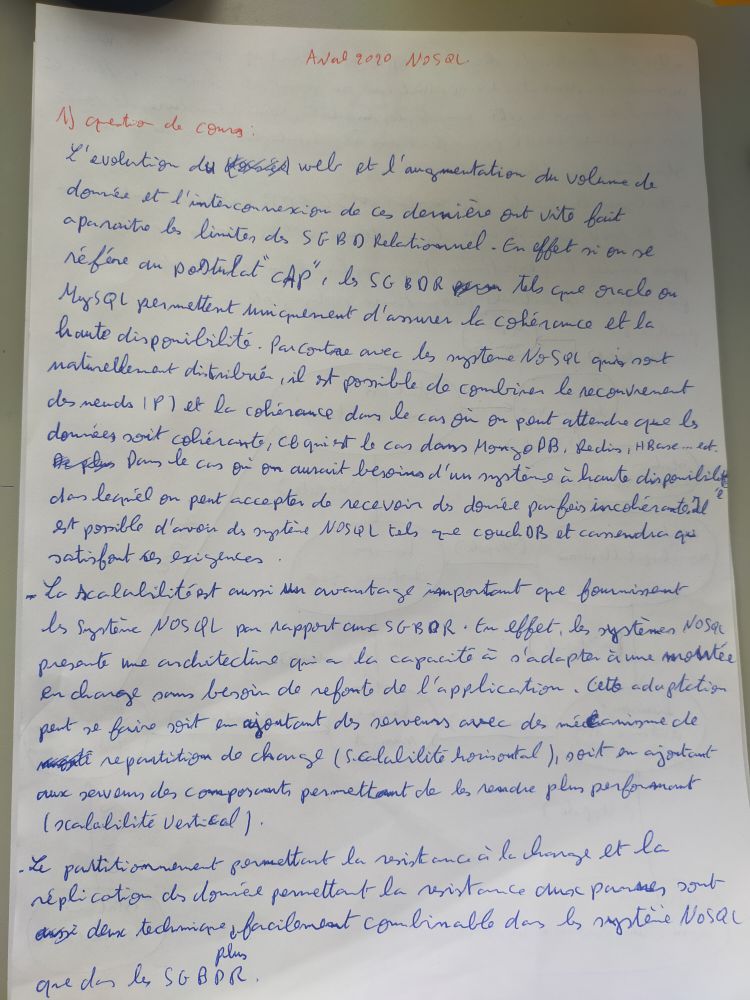 Aval 2020 NOSQL
1) question de cours :
L'evolution du web et l'augmentation du volume de
donnée et l'interconnexion de ces dernière ont vite fait
aparaitre les limites des SGBD Relationnel. En effet si on se
réfère au postulat "CAP", les SGBDR tels que oracle ou
MySQL permettent uniquement d'assurer la cohérance et la
haute disponibilité. Par contre avec les système NoSQL qui sont
naturellement distribués, il est possible de combiner le recouvrement
des neuds (P) et la cohérance dans le cas où on peut attendre que les
données soit cohérante, ce qui est le cas dans MongoDB, Redis, HBase... ect.
Dans le cas où on aurait besoins d'un système à haute disponibilité
dans lequél on peut accepter de recevoir des donnée parfois incohérante. Il
est possible d'avoir des système NOSQL tels que couchDB et cassendra qui
satisfont ses exigences.
- La scalabilité est aussi un avantage important que fournissent
les Système NOSQL par rapport aux SGBDR. En effet, les systèmes NOSQL
presente une architecture qui a la capacité à s'adapter à une montée
en charge sans besoin de refonte de l'application. Cette adaptation
peut se faire soit en ajoutant des serveurs avec des mécanisme de
repartition de charge (Scalabilité horisontal), soit en ajoutant
aux serveurs des composants permettant de les rendre plus performant
(scalabilité vertical).
- Le partitionnement permettant la resistance à la charge et la
réplication des donnée permettant la resistance aux pannes sont
deux technique facilement combinable dans les système NOSQL
plus
que dans les SGBDR.